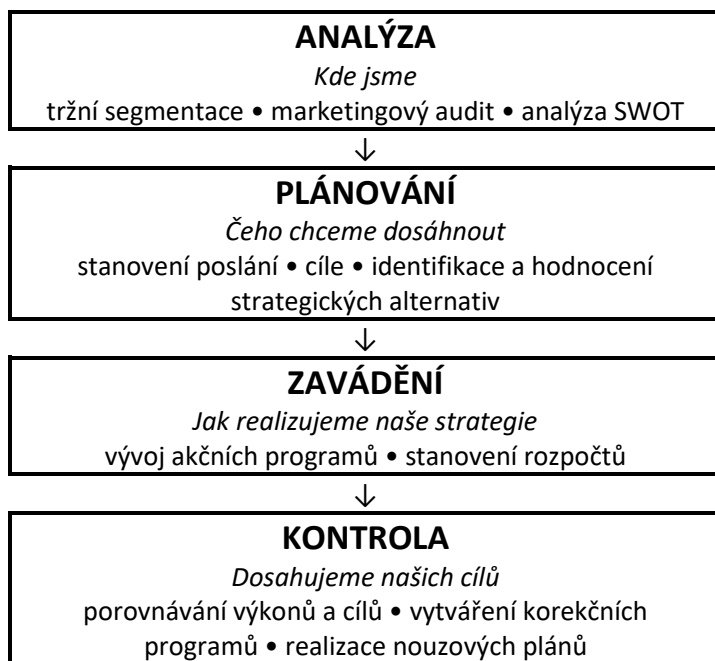 ANALÝZA
Kde jsme
tržní segmentace • marketingový audit • analýza SWOT
↓
PLÁNOVÁNÍ
Čeho chceme dosáhnout
stanovení poslání • cíle • identifikace a hodnocení
strategických alternativ
↓
ZAVÁDĚNÍ
Jak realizujeme naše strategie
vývoj akčních programů • stanovení rozpočtů
↓
KONTROLA
Dosahujeme našich cílů
porovnávání výkonů a cílů • vytváření korekčních
programů • realizace nouzových plánů